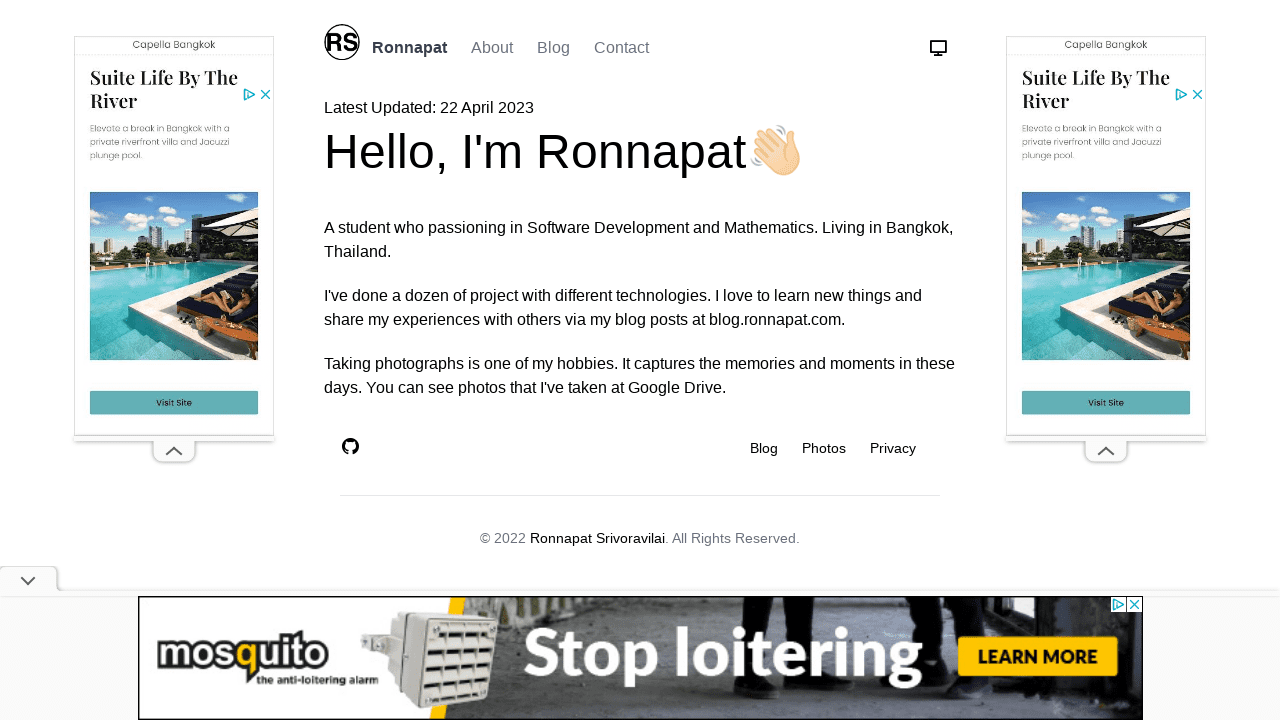 RS
Ronnapat
About
Blog
Contact
Capella Bangkok
Suite Life By The
River
Elevate a break in Bangkok with a
private riverfront villa and Jacuzzi
plunge pool.
Visit Site
Latest Updated: 22 April 2023
Hello, I'm Ronnapat👋🏻
A student who passioning in Software Development and Mathematics. Living in Bangkok,
Thailand.
I've done a dozen of project with different technologies. I love to learn new things and
share my experiences with others via my blog posts at blog.ronnapat.com.
Taking photographs is one of my hobbies. It captures the memories and moments in these
days. You can see photos that I've taken at Google Drive.
Blog
Photos
Privacy
© 2022 Ronnapat Srivoravilai. All Rights Reserved.
Capella Bangkok
Suite Life By The
River
Elevate a break in Bangkok with a
private riverfront villa and Jacuzzi
plunge pool.
Visit Site
mosquito
the anti-loitering alarm
Stop loitering
LEARN MORE